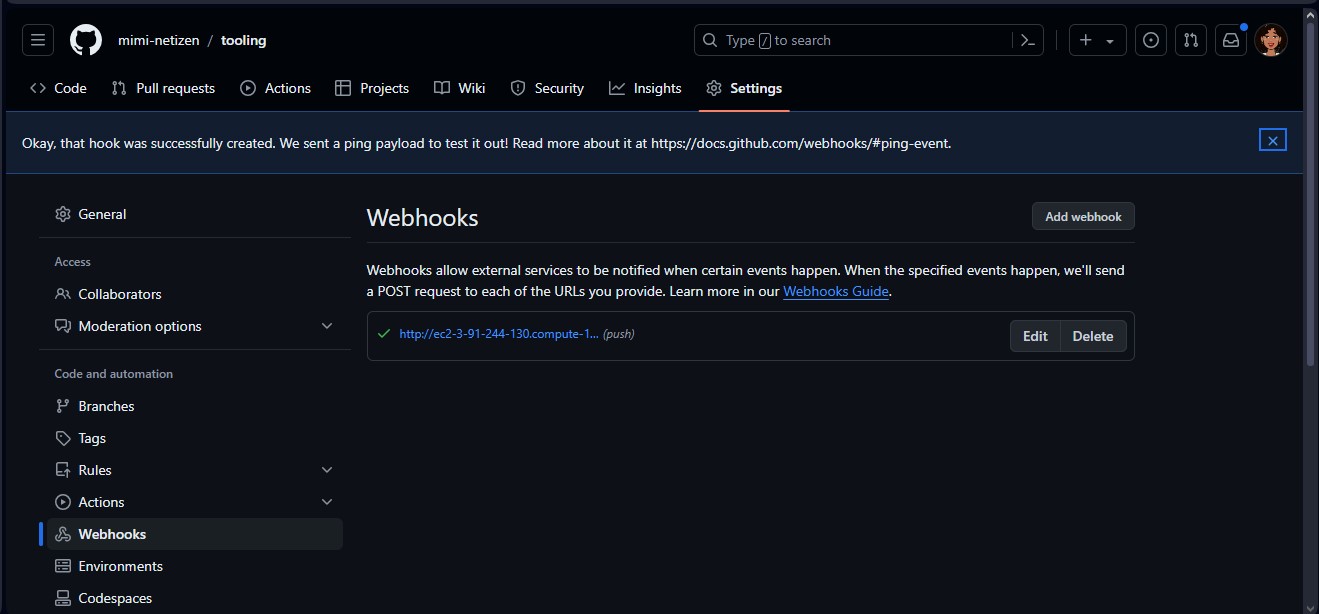 mimi-netizen / tooling
Type / to search
Code Pull requests Actions Projects Wiki Security Insights Settings
Okay, that hook was successfully created. We sent a ping payload to test it out! Read more about it at https://docs.github.com/webhooks/#ping-event.
General
Access
Collaborators
Moderation options
Code and automation
Branches
Tags
Rules
Actions
Webhooks
Environments
Codespaces
Webhooks
Add webhook
Webhooks allow external services to be notified when certain events happen. When the specified events happen, we'll send
a POST request to each of the URLs you provide. Learn more in our Webhooks Guide.
http://ec2-3-91-244-130.compute-1... (push)
Edit Delete